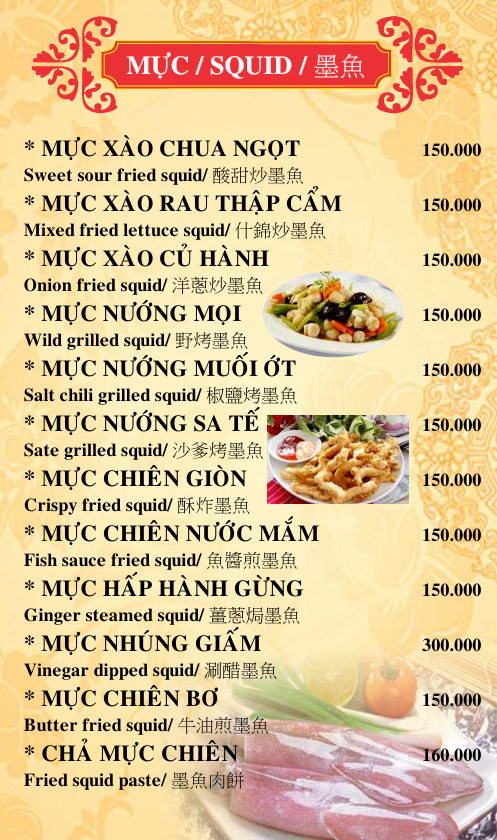 MỰC / SQUID / 墨魚
* MỰC XÀO CHUA NGỌT 150.000
Sweet sour fried squid/ 酸甜炒墨魚
* MỰC XÀO RAU THẬP CẨM 150.000
Mixed fried lettuce squid/ 什錦炒墨魚
* MỰC XÀO CỦ HÀNH 150.000
Onion fried squid/ 洋蔥炒墨魚
* MỰC NƯỚNG MỌI 150.000
Wild grilled squid/ 野烤墨魚
* MỰC NƯỚNG MUỐI ỚT 150.000
Salt chili grilled squid/ 椒鹽烤墨魚
* MỰC NƯỚNG SA TẾ 150.000
Sate grilled squid/ 沙爹烤墨魚
* MỰC CHIÊN GIÒN 150.000
Crispy fried squid/ 酥炸墨魚
* MỰC CHIÊN NƯỚC MẮM 150.000
Fish sauce fried squid/ 魚醬煎墨魚
* MỰC HẤP HÀNH GỪNG 150.000
Ginger steamed squid/ 薑蔥焗墨魚
* MỰC NHÚNG GIẤM 300.000
Vinegar dipped squid/ 涮醋墨魚
* MỰC CHIÊN BƠ 150.000
Butter fried squid/ 牛油煎墨魚
* CHẢ MỰC CHIÊN 160.000
Fried squid paste/ 墨魚肉餅